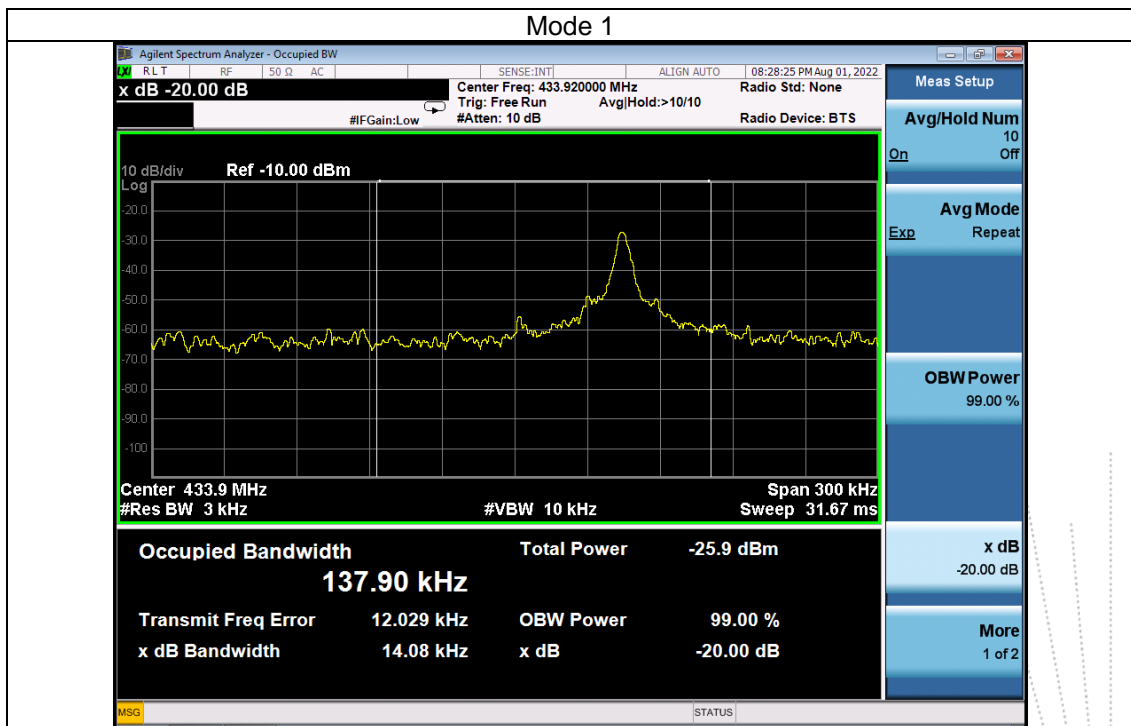 Mode 1
Agilent Spectrum Analyzer - Occupied BW
LXI RLT RF 50 Ω AC SENSE:INT ALIGN AUTO 08:28:25 PM Aug 01, 2022
x dB -20.00 dB Center Freq: 433.920000 MHz Radio Std: None
Trig: Free Run Avg|Hold:>10/10
#IFGain:Low #Atten: 10 dB Radio Device: BTS
10 dB/div Ref -10.00 dBm
Log
-20.0
-30.0
-40.0
-50.0
-60.0
-70.0
-80.0
-90.0
-100
Center 433.9 MHz Span 300 kHz
#Res BW 3 kHz #VBW 10 kHz Sweep 31.67 ms
Occupied Bandwidth Total Power -25.9 dBm
137.90 kHz
Transmit Freq Error 12.029 kHz OBW Power 99.00 %
x dB Bandwidth 14.08 kHz x dB -20.00 dB
MSG STATUS
Meas Setup
Avg/Hold Num
10
On Off
Avg Mode
Exp Repeat
OBW Power
99.00 %
x dB
-20.00 dB
More
1 of 2